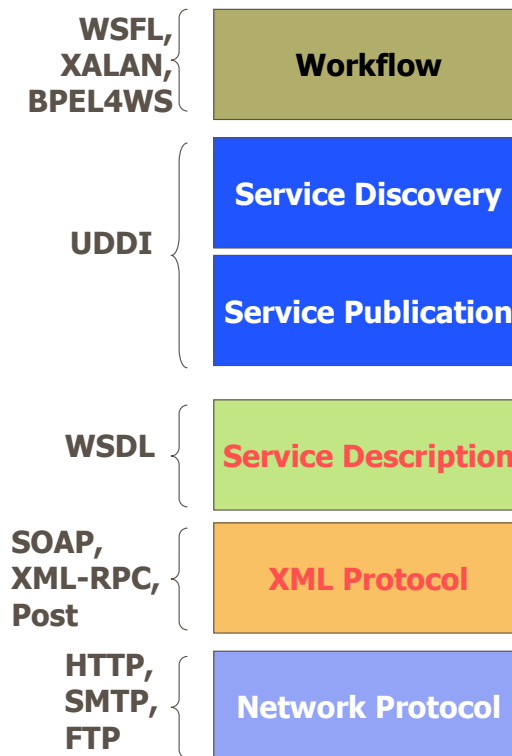 WSFL,
XALAN,
BPEL4WS
Workflow
Service Discovery
UDDI
Service Publication
WSDL
Service Description
SOAP,
XML-RPC,
Post
XML Protocol
HTTP,
SMTP,
FTP
Network Protocol